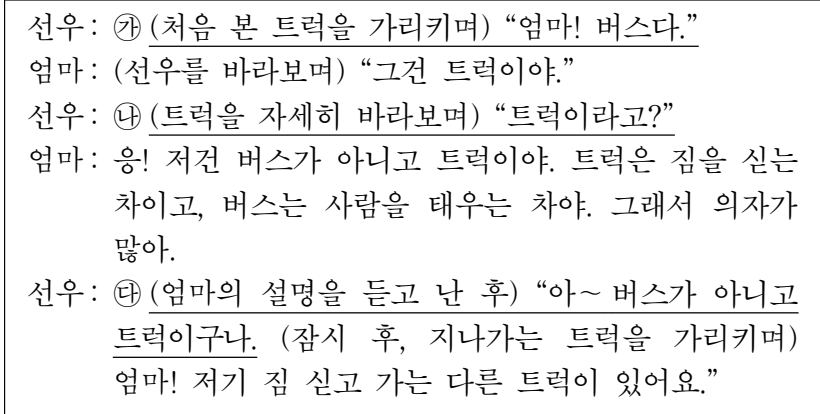 선우: ㉮ (처음 본 트럭을 가리키며) “엄마! 버스다.”
엄마: (선우를 바라보며) “그건 트럭이야.”
선우: ㉯ (트럭을 자세히 바라보며) “트럭이라고?”
엄마: 응! 저건 버스가 아니고 트럭이야. 트럭은 짐을 싣는
차이고, 버스는 사람을 태우는 차야. 그래서 의자가
많아.
선우: ㉰ (엄마의 설명을 듣고 난 후) “아～ 버스가 아니고
트럭이구나. (잠시 후, 지나가는 트럭을 가리키며)
엄마! 저기 짐 싣고 가는 다른 트럭이 있어요.”